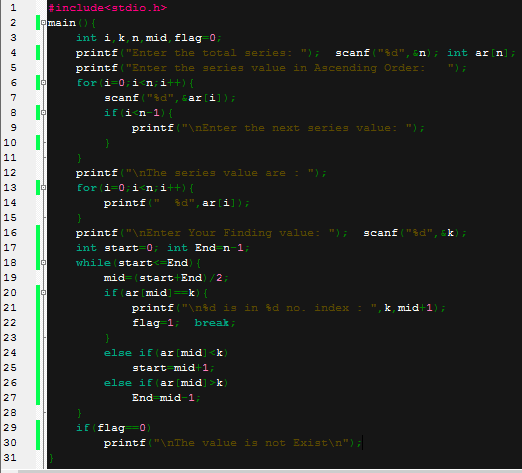 1 #include<stdio.h>
2 main(){
3 int i,k,n,mid,flag=0;
4 printf("Enter the total series: "); scanf("%d",&n); int ar[n];
5 printf("Enter the series value in Ascending Order: ");
6 for(i=0;i<n;i++){
7 scanf("%d",&ar[i]);
8 if(i<n-1){
9 printf("\nEnter the next series value: ");
10 }
11 }
12 printf("\nThe series value are : ");
13 for(i=0;i<n;i++){
14 printf(" %d",ar[i]);
15 }
16 printf("\nEnter Your Finding value: "); scanf("%d",&k);
17 int start=0; int End=n-1;
18 while(start<=End){
19 mid=(start+End)/2;
20 if(ar[mid]==k){
21 printf("\n%d is in %d no. index : ",k,mid+1);
22 flag=1; break;
23 }
24 else if(ar[mid]<k)
25 start=mid+1;
26 else if(ar[mid]>k)
27 End=mid-1;
28 }
29 if(flag==0)
30 printf("\nThe value is not Exist\n");
31 }